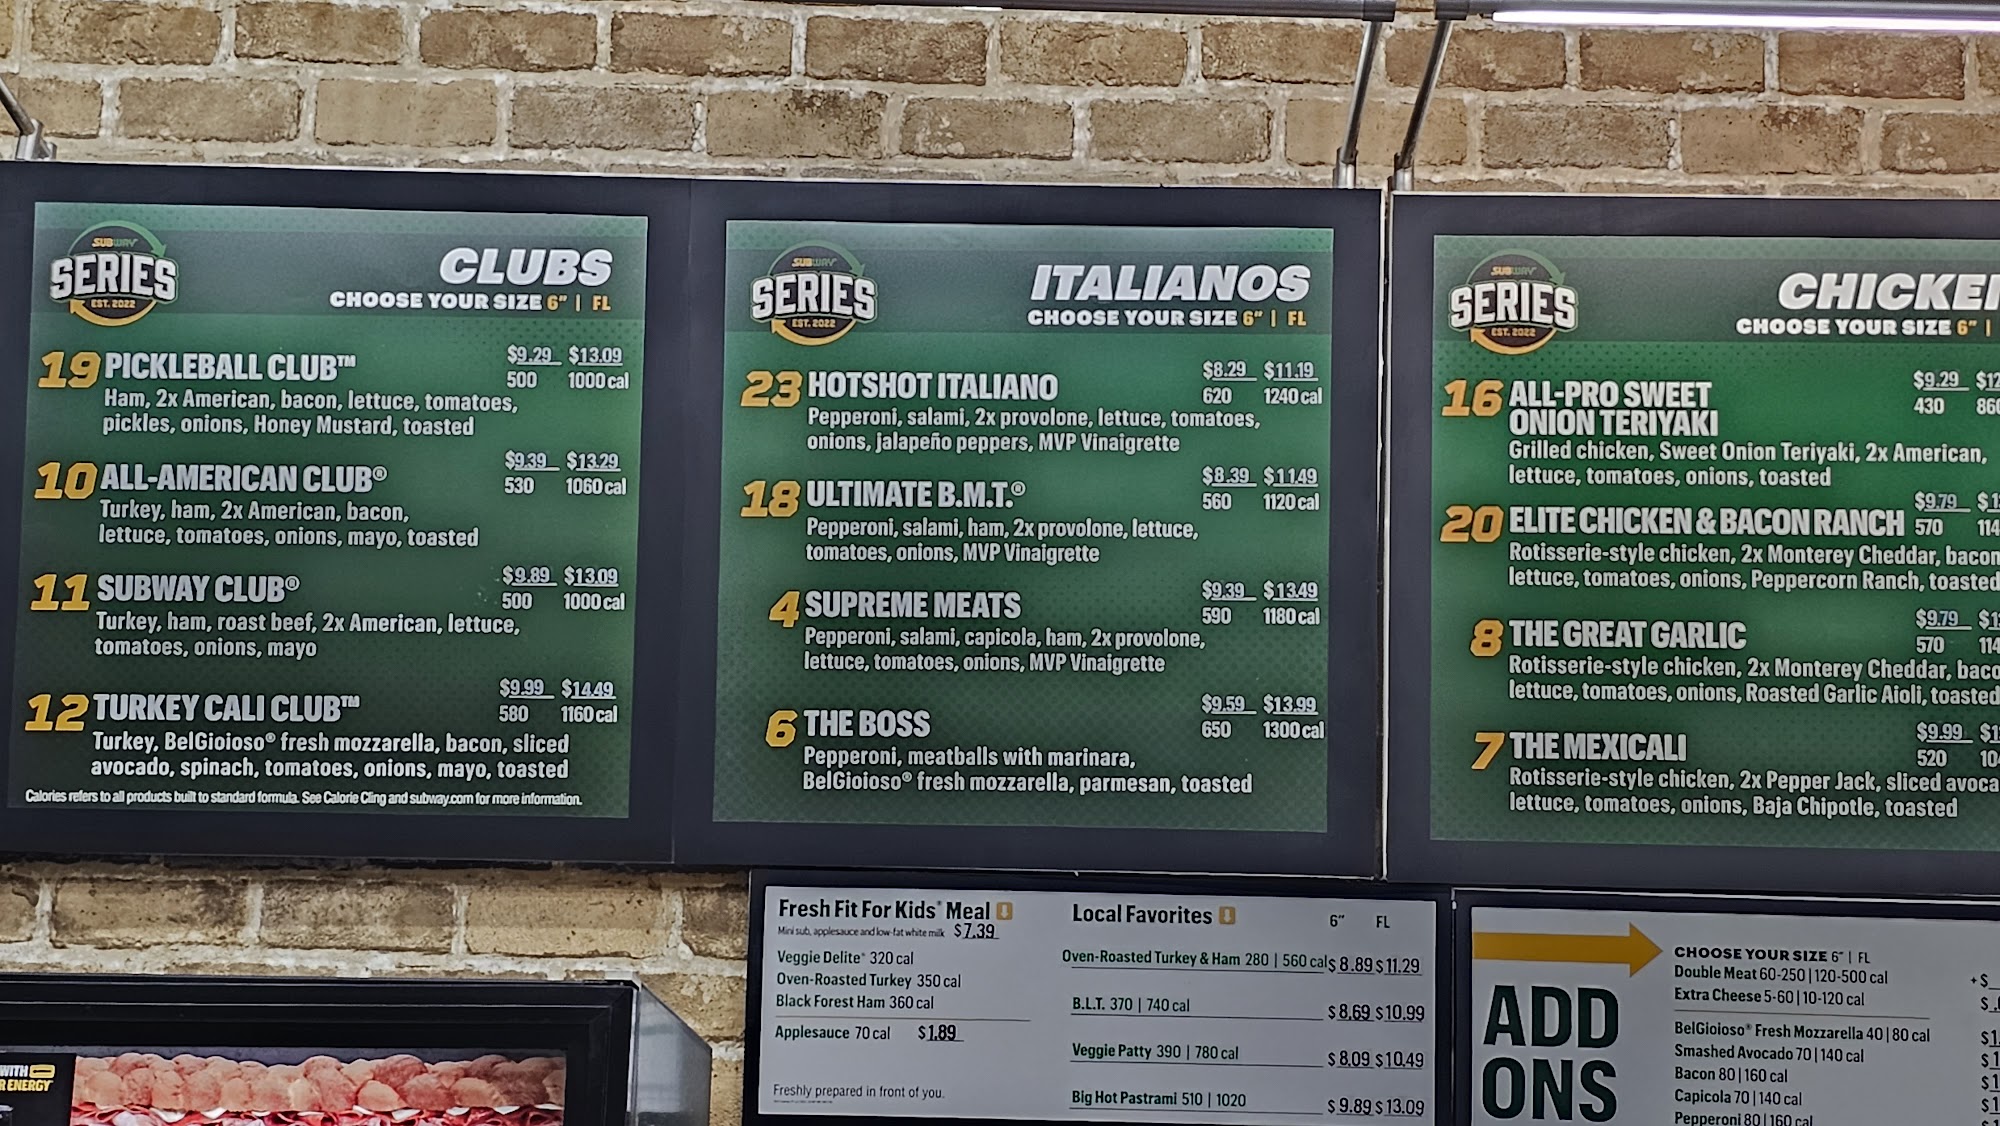 SUBWAY
SERIES
EST. 2022
CLUBS
CHOOSE YOUR SIZE 6" | FL
19 PICKLEBALL CLUB™ $9.29 $13.09
500 1000 cal
Ham, 2x American, bacon, lettuce, tomatoes,
pickles, onions, Honey Mustard, toasted
10 ALL-AMERICAN CLUB® $9.39 $13.29
530 1060 cal
Turkey, ham, 2x American, bacon,
lettuce, tomatoes, onions, mayo, toasted
11 SUBWAY CLUB® $9.89 $13.09
500 1000 cal
Turkey, ham, roast beef, 2x American, lettuce,
tomatoes, onions, mayo
12 TURKEY CALI CLUB™ $9.99 $14.49
580 1160 cal
Turkey, BelGioioso® fresh mozzarella, bacon, sliced
avocado, spinach, tomatoes, onions, mayo, toasted
Calories refers to all products built to standard formula. See Calorie Cling and subway.com for more information.
SUBWAY
SERIES
EST. 2022
ITALIANOS
CHOOSE YOUR SIZE 6" | FL
23 HOTSHOT ITALIANO $8.29 $11.19
620 1240 cal
Pepperoni, salami, 2x provolone, lettuce, tomatoes,
onions, jalapeño peppers, MVP Vinaigrette
18 ULTIMATE B.M.T.® $8.39 $11.49
560 1120 cal
Pepperoni, salami, ham, 2x provolone, lettuce,
tomatoes, onions, MVP Vinaigrette
4 SUPREME MEATS $9.39 $13.49
590 1180 cal
Pepperoni, salami, capicola, ham, 2x provolone,
lettuce, tomatoes, onions, MVP Vinaigrette
6 THE BOSS $9.59 $13.99
650 1300 cal
Pepperoni, meatballs with marinara,
BelGioioso® fresh mozzarella, parmesan, toasted
SUBWAY
SERIES
EST. 2022
CHICKE
CHOOSE YOUR SIZE 6" |
16 ALL-PRO SWEET $9.29 $12
ONION TERIYAKI 430 860
Grilled chicken, Sweet Onion Teriyaki, 2x American,
lettuce, tomatoes, onions, toasted
20 ELITE CHICKEN & BACON RANCH $9.79 $1
570 114
Rotisserie-style chicken, 2x Monterey Cheddar, bacon
lettuce, tomatoes, onions, Peppercorn Ranch, toasted
8 THE GREAT GARLIC $9.79 $1
570 114
Rotisserie-style chicken, 2x Monterey Cheddar, baco
lettuce, tomatoes, onions, Roasted Garlic Aioli, toasted
7 THE MEXICALI $9.99 $1
520 104
Rotisserie-style chicken, 2x Pepper Jack, sliced avoca
lettuce, tomatoes, onions, Baja Chipotle, toasted
Fresh Fit For Kids® Meal
Mini sub, applesauce and low-fat white milk $7.39
Veggie Delite® 320 cal
Oven-Roasted Turkey 350 cal
Black Forest Ham 360 cal
Applesauce 70 cal $1.89
Freshly prepared in front of you.
Local Favorites 6" FL
Oven-Roasted Turkey & Ham 280 | 560 cal $8.89 $11.29
B.L.T. 370 | 740 cal $8.69 $10.99
Veggie Patty 390 | 780 cal $8.09 $10.49
Big Hot Pastrami 510 | 1020 $9.89 $13.09
ADD
ONS
CHOOSE YOUR SIZE 6" | FL
Double Meat 60-250 | 120-500 cal +$
Extra Cheese 5-60 | 10-120 cal $
BelGioioso® Fresh Mozzarella 40 | 80 cal $1
Smashed Avocado 70 | 140 cal $1
Bacon 80 | 160 cal $1
Capicola 70 | 140 cal $1
Pepperoni 80 | 160 cal
WITH
R ENERGY